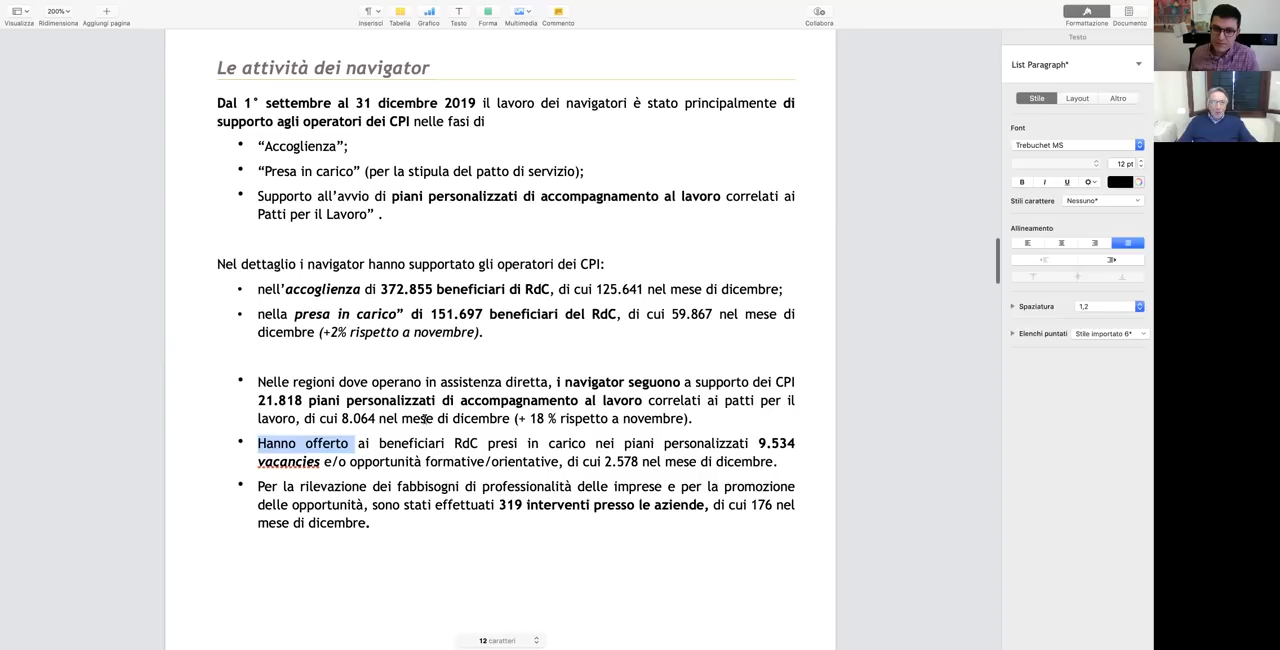 200%
Visualizza Ridimensiona Aggiungi pagina
Inserisci Tabella Grafico Testo Forma Multimedia Commento
Collabora
Formattazione Documento
Testo
List Paragraph*
Stile Layout Altro
Font
Trebuchet MS
12 pt
B I U
Stili carattere Nessuno*
Allineamento
Spaziatura 1,2
Elenchi puntati Stile importato 6*
Le attività dei navigator
Dal 1° settembre al 31 dicembre 2019 il lavoro dei navigatori è stato principalmente di
supporto agli operatori dei CPI nelle fasi di
• “Accoglienza”;
• “Presa in carico” (per la stipula del patto di servizio);
• Supporto all’avvio di piani personalizzati di accompagnamento al lavoro correlati ai
Patti per il Lavoro” .
Nel dettaglio i navigator hanno supportato gli operatori dei CPI:
• nell’accoglienza di 372.855 beneficiari di RdC, di cui 125.641 nel mese di dicembre;
• nella presa in carico” di 151.697 beneficiari del RdC, di cui 59.867 nel mese di
dicembre (+2% rispetto a novembre).
• Nelle regioni dove operano in assistenza diretta, i navigator seguono a supporto dei CPI
21.818 piani personalizzati di accompagnamento al lavoro correlati ai patti per il
lavoro, di cui 8.064 nel mese di dicembre (+ 18 % rispetto a novembre).
• Hanno offerto ai beneficiari RdC presi in carico nei piani personalizzati 9.534
vacancies e/o opportunità formative/orientative, di cui 2.578 nel mese di dicembre.
• Per la rilevazione dei fabbisogni di professionalità delle imprese e per la promozione
delle opportunità, sono stati effettuati 319 interventi presso le aziende, di cui 176 nel
mese di dicembre.
12 caratteri